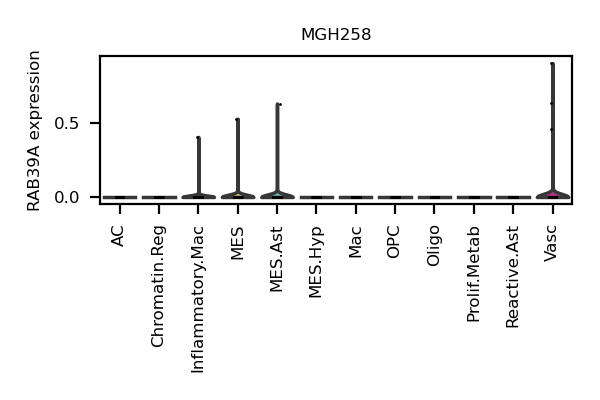 MGH258
RAB39A expression
0.5
0.0
AC
Chromatin.Reg
Inflammatory.Mac
MES
MES.Ast
MES.Hyp
Mac
OPC
Oligo
Prolif.Metab
Reactive.Ast
Vasc